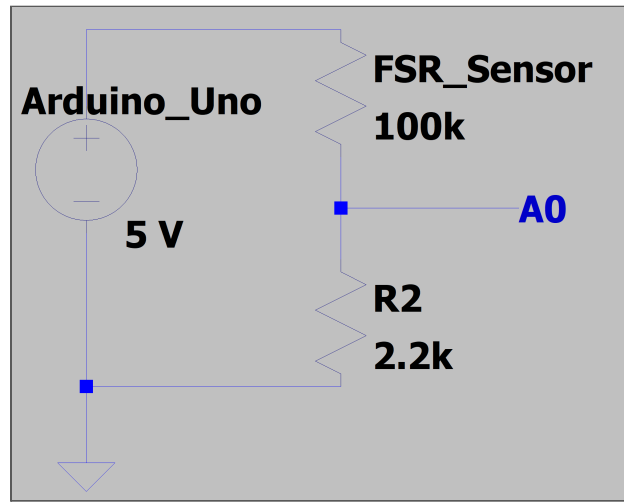 FSR_Sensor
Arduino_Uno
100k
A0
5 V
R2
2.2k